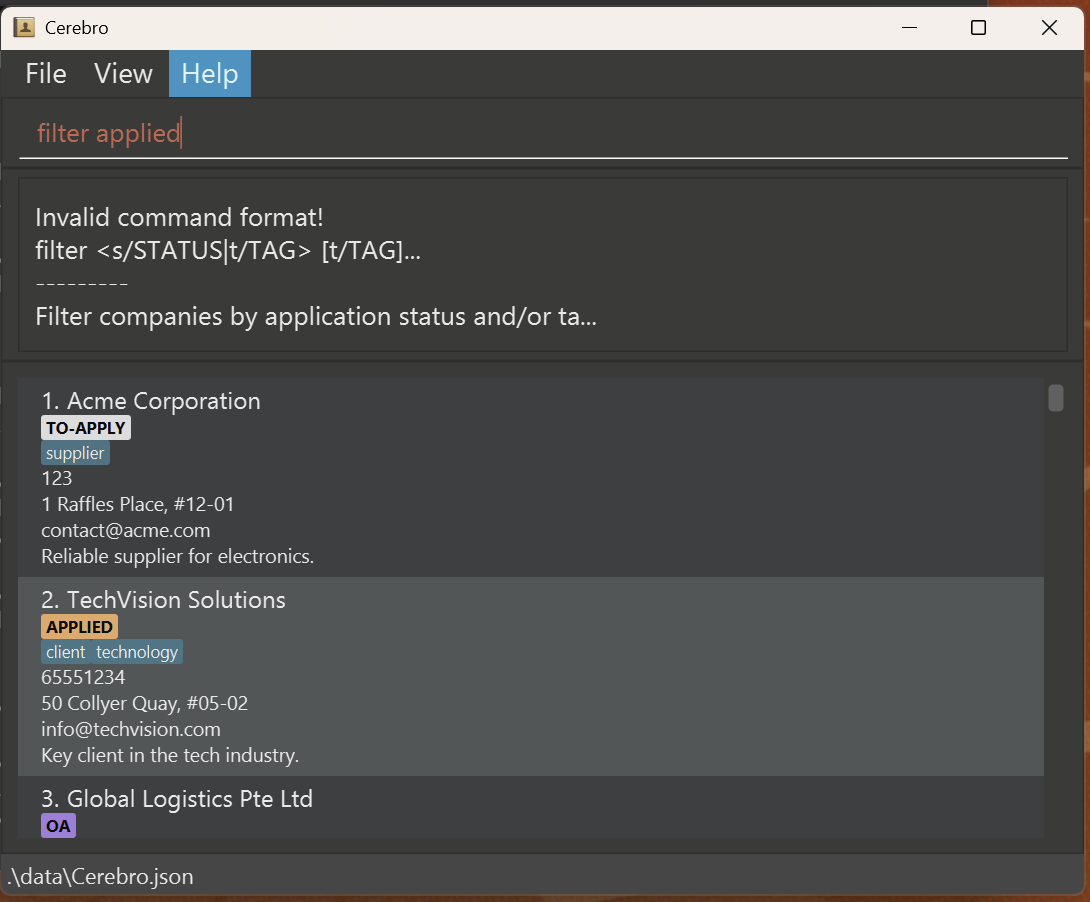 Cerebro
File View Help
filter applied
Invalid command format!
filter <s/STATUS|t/TAG> [t/TAG]...
---------
Filter companies by application status and/or ta...
1. Acme Corporation
TO-APPLY
supplier
123
1 Raffles Place, #12-01
contact@acme.com
Reliable supplier for electronics.
2. TechVision Solutions
APPLIED
client technology
65551234
50 Collyer Quay, #05-02
info@techvision.com
Key client in the tech industry.
3. Global Logistics Pte Ltd
OA
.\data\Cerebro.json